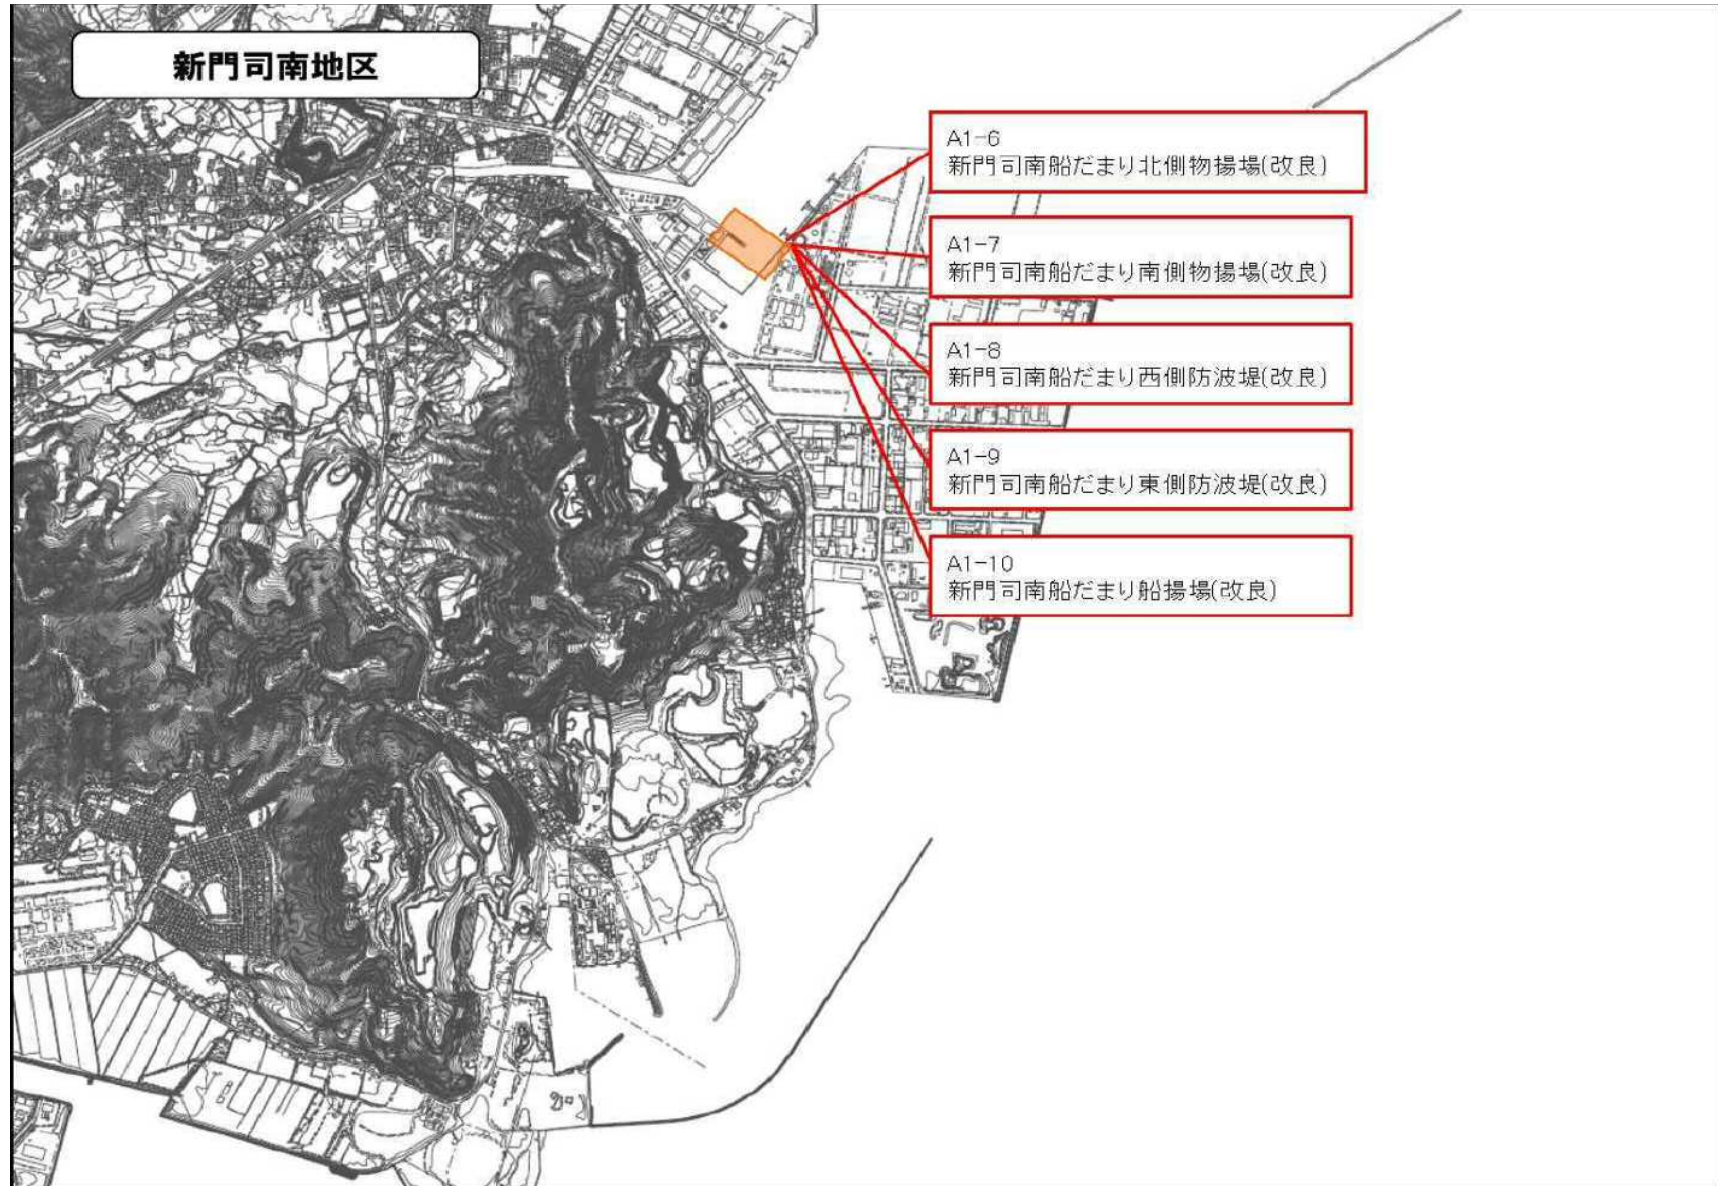 新門司南地区
A1-6
新門司南船だまり北側物揚場(改良)
A1-7
新門司南船だまり南側物揚場(改良)
A1-8
新門司南船だまり西側防波堤(改良)
A1-9
新門司南船だまり東側防波堤(改良)
A1-10
新門司南船だまり船揚場(改良)